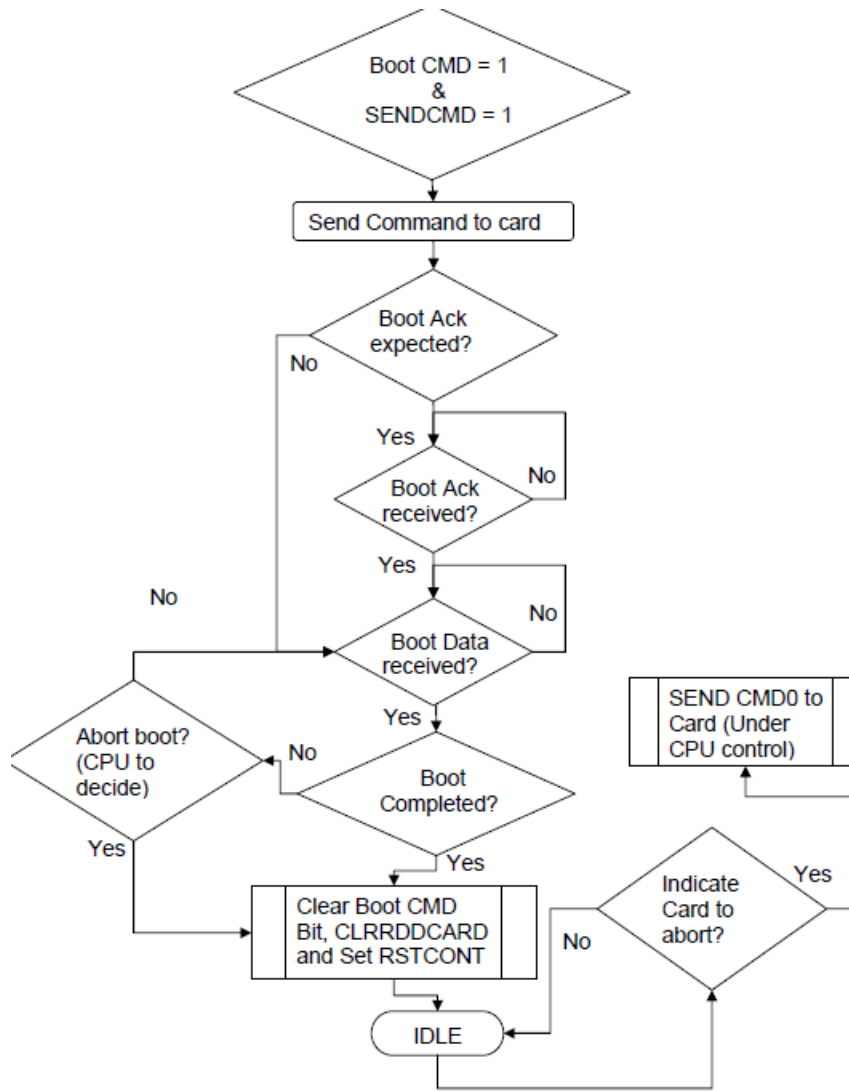 Boot CMD = 1
&
SENDCMD = 1
Send Command to card
Boot Ack
expected?
No
Yes
No
Boot Ack
received?
Yes
No
No
Boot Data
received?
Yes
SEND CMD0 to
Card (Under
CPU control)
Abort boot?
(CPU to
decide)
No
Boot
Completed?
Yes
Yes
Clear Boot CMD
Bit, CLRRDDCARD
and Set RSTCONT
Indicate
Card to
abort?
Yes
No
IDLE